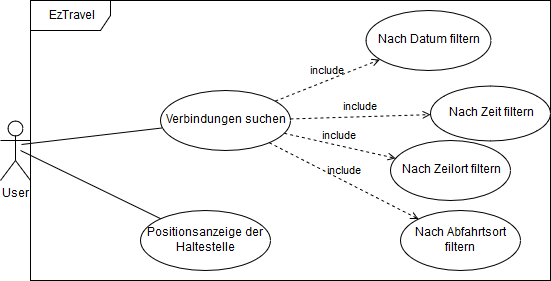 EzTravel
Nach Datum filtern
include
include
Nach Zeit filtern
Verbindungen suchen
include
include
Nach Zeilort filtern
User
Positionsanzeige der
Haltestelle
Nach Abfahrtsort
filtern